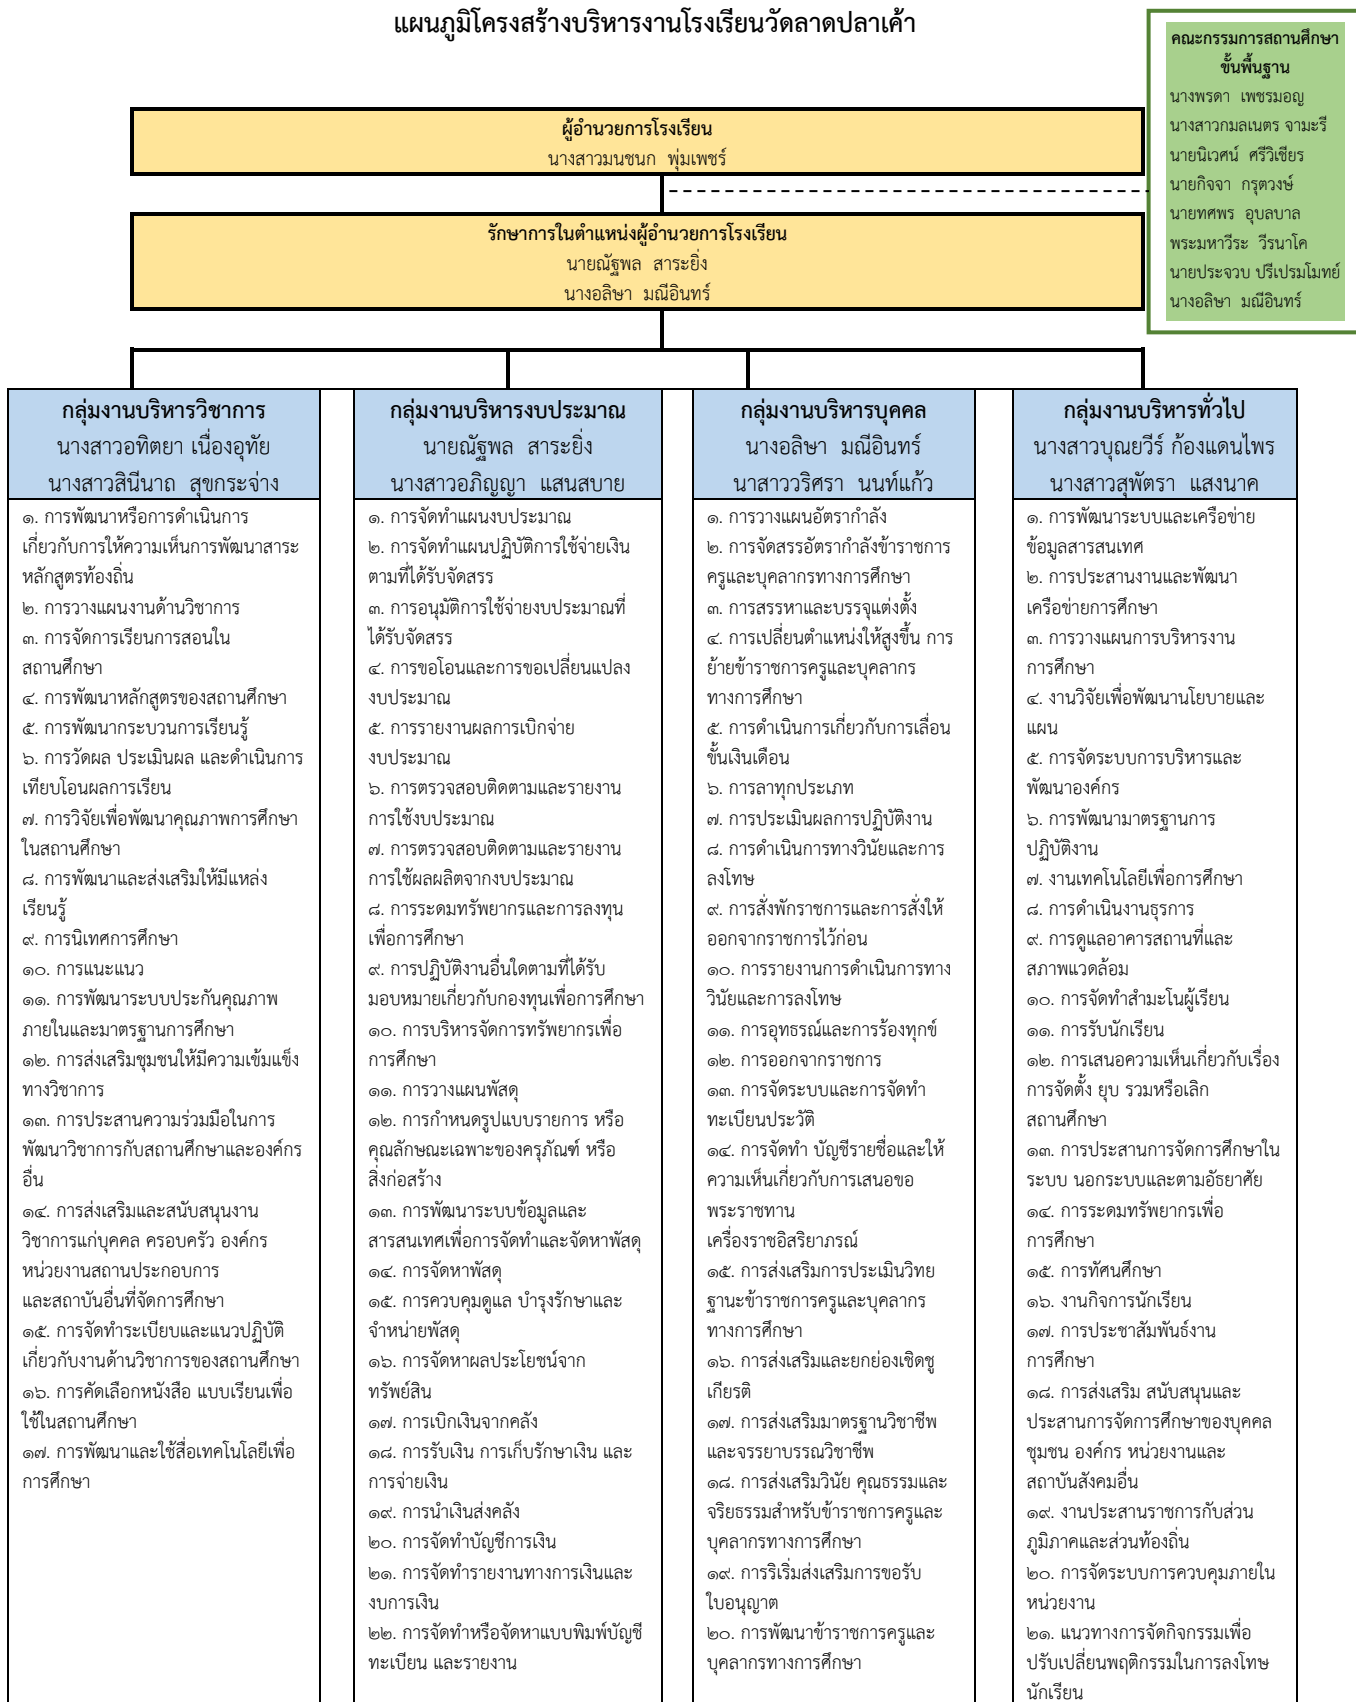 แผนภูมิโครงสร้างบริหารงานโรงเรียนวัดลาดปลาเค้า
คณะกรรมการสถานศึกษา
ขั้นพื้นฐาน
นางพรดา เพชรมอญ
นางสาวกมลเนตร จามะรี
นายนิเวศน์ ศรีวิเชียร
นายกิจจา กรุตวงษ์
นายทศพร อุบลบาล
พระมหาวีระ วีรนาโค
นายประจวบ ปรีเปรมโมทย์
นางอลิษา มณีอินทร์
ผู้อำนวยการโรงเรียน
นางสาวมนชนก พุ่มเพชร์
รักษาการในตำแหน่งผู้อำนวยการโรงเรียน
นายณัฐพล สาระยิ่ง
นางอลิษา มณีอินทร์
กลุ่มงานบริหารวิชาการ
นางสาวอทิตยา เนื่องอุทัย
นางสาวสินีนาถ สุขกระจ่าง
๑. การพัฒนาหรือการดำเนินการ
เกี่ยวกับการให้ความเห็นการพัฒนาสาระ
หลักสูตรท้องถิ่น
๒. การวางแผนงานด้านวิชาการ
๓. การจัดการเรียนการสอนใน
สถานศึกษา
๔. การพัฒนาหลักสูตรของสถานศึกษา
๕. การพัฒนากระบวนการเรียนรู้
๖. การวัดผล ประเมินผล และดำเนินการ
เทียบโอนผลการเรียน
๗. การวิจัยเพื่อพัฒนาคุณภาพการศึกษา
ในสถานศึกษา
๘. การพัฒนาและส่งเสริมให้มีแหล่ง
เรียนรู้
๙. การนิเทศการศึกษา
๑๐. การแนะแนว
๑๑. การพัฒนาระบบประกันคุณภาพ
ภายในและมาตรฐานการศึกษา
๑๒. การส่งเสริมชุมชนให้มีความเข้มแข็ง
ทางวิชาการ
๑๓. การประสานความร่วมมือในการ
พัฒนาวิชาการกับสถานศึกษาและองค์กร
อื่น
๑๔. การส่งเสริมและสนับสนุนงาน
วิชาการแก่บุคคล ครอบครัว องค์กร
หน่วยงานสถานประกอบการ
และสถาบันอื่นที่จัดการศึกษา
๑๕. การจัดทำระเบียบและแนวปฏิบัติ
เกี่ยวกับงานด้านวิชาการของสถานศึกษา
๑๖. การคัดเลือกหนังสือ แบบเรียนเพื่อ
ใช้ในสถานศึกษา
๑๗. การพัฒนาและใช้สื่อเทคโนโลยีเพื่อ
การศึกษา
กลุ่มงานบริหารงบประมาณ
นายณัฐพล สาระยิ่ง
นางสาวอภิญญา แสนสบาย
๑. การจัดทำแผนงบประมาณ
๒. การจัดทำแผนปฏิบัติการใช้จ่ายเงิน
ตามที่ได้รับจัดสรร
๓. การอนุมัติการใช้จ่ายงบประมาณที่
ได้รับจัดสรร
๔. การขอโอนและการขอเปลี่ยนแปลง
งบประมาณ
๕. การรายงานผลการเบิกจ่าย
งบประมาณ
๖. การตรวจสอบติดตามและรายงาน
การใช้งบประมาณ
๗. การตรวจสอบติดตามและรายงาน
การใช้ผลผลิตจากงบประมาณ
๘. การระดมทรัพยากรและการลงทุน
เพื่อการศึกษา
๙. การปฏิบัติงานอื่นใดตามที่ได้รับ
มอบหมายเกี่ยวกับกองทุนเพื่อการศึกษา
๑๐. การบริหารจัดการทรัพยากรเพื่อ
การศึกษา
๑๑. การวางแผนพัสดุ
๑๒. การกำหนดรูปแบบรายการ หรือ
คุณลักษณะเฉพาะของครุภัณฑ์ หรือ
สิ่งก่อสร้าง
๑๓. การพัฒนาระบบข้อมูลและ
สารสนเทศเพื่อการจัดทำและจัดหาพัสดุ
๑๔. การจัดหาพัสดุ
๑๕. การควบคุมดูแล บำรุงรักษาและ
จำหน่ายพัสดุ
๑๖. การจัดหาผลประโยชน์จาก
ทรัพย์สิน
๑๗. การเบิกเงินจากคลัง
๑๘. การรับเงิน การเก็บรักษาเงิน และ
การจ่ายเงิน
๑๙. การนำเงินส่งคลัง
๒๐. การจัดทำบัญชีการเงิน
๒๑. การจัดทำรายงานทางการเงินและ
งบการเงิน
๒๒. การจัดทำหรือจัดหาแบบพิมพ์บัญชี
ทะเบียน และรายงาน
กลุ่มงานบริหารบุคคล
นางอลิษา มณีอินทร์
นาสาววริศรา นนท์แก้ว
๑. การวางแผนอัตรากำลัง
๒. การจัดสรรอัตรากำลังข้าราชการ
ครูและบุคลากรทางการศึกษา
๓. การสรรหาและบรรจุแต่งตั้ง
๔. การเปลี่ยนตำแหน่งให้สูงขึ้น การ
ย้ายข้าราชการครูและบุคลากร
ทางการศึกษา
๕. การดำเนินการเกี่ยวกับการเลื่อน
ขั้นเงินเดือน
๖. การลาทุกประเภท
๗. การประเมินผลการปฏิบัติงาน
๘. การดำเนินการทางวินัยและการ
ลงโทษ
๙. การสั่งพักราชการและการสั่งให้
ออกจากราชการไว้ก่อน
๑๐. การรายงานการดำเนินการทาง
วินัยและการลงโทษ
๑๑. การอุทธรณ์และการร้องทุกข์
๑๒. การออกจากราชการ
๑๓. การจัดระบบและการจัดทำ
ทะเบียนประวัติ
๑๔. การจัดทำ บัญชีรายชื่อและให้
ความเห็นเกี่ยวกับการเสนอขอ
พระราชทาน
เครื่องราชอิสริยาภรณ์
๑๕. การส่งเสริมการประเมินวิทย
ฐานะข้าราชการครูและบุคลากร
ทางการศึกษา
๑๖. การส่งเสริมและยกย่องเชิดชู
เกียรติ
๑๗. การส่งเสริมมาตรฐานวิชาชีพ
และจรรยาบรรณวิชาชีพ
๑๘. การส่งเสริมวินัย คุณธรรมและ
จริยธรรมสำหรับข้าราชการครูและ
บุคลากรทางการศึกษา
๑๙. การริเริ่มส่งเสริมการขอรับ
ใบอนุญาต
๒๐. การพัฒนาข้าราชการครูและ
บุคลากรทางการศึกษา
กลุ่มงานบริหารทั่วไป
นางสาวบุณยวีร์ ก้องแดนไพร
นางสาวสุพัตรา แสงนาค
๑. การพัฒนาระบบและเครือข่าย
ข้อมูลสารสนเทศ
๒. การประสานงานและพัฒนา
เครือข่ายการศึกษา
๓. การวางแผนการบริหารงาน
การศึกษา
๔. งานวิจัยเพื่อพัฒนานโยบายและ
แผน
๕. การจัดระบบการบริหารและ
พัฒนาองค์กร
๖. การพัฒนามาตรฐานการ
ปฏิบัติงาน
๗. งานเทคโนโลยีเพื่อการศึกษา
๘. การดำเนินงานธุรการ
๙. การดูแลอาคารสถานที่และ
สภาพแวดล้อม
๑๐. การจัดทำสำมะโนผู้เรียน
๑๑. การรับนักเรียน
๑๒. การเสนอความเห็นเกี่ยวกับเรื่อง
การจัดตั้ง ยุบ รวมหรือเลิก
สถานศึกษา
๑๓. การประสานการจัดการศึกษาใน
ระบบ นอกระบบและตามอัธยาศัย
๑๔. การระดมทรัพยากรเพื่อ
การศึกษา
๑๕. การทัศนศึกษา
๑๖. งานกิจการนักเรียน
๑๗. การประชาสัมพันธ์งาน
การศึกษา
๑๘. การส่งเสริม สนับสนุนและ
ประสานการจัดการศึกษาของบุคคล
ชุมชน องค์กร หน่วยงานและ
สถาบันสังคมอื่น
๑๙. งานประสานราชการกับส่วน
ภูมิภาคและส่วนท้องถิ่น
๒๐. การจัดระบบการควบคุมภายใน
หน่วยงาน
๒๑. แนวทางการจัดกิจกรรมเพื่อ
ปรับเปลี่ยนพฤติกรรมในการลงโทษ
นักเรียน